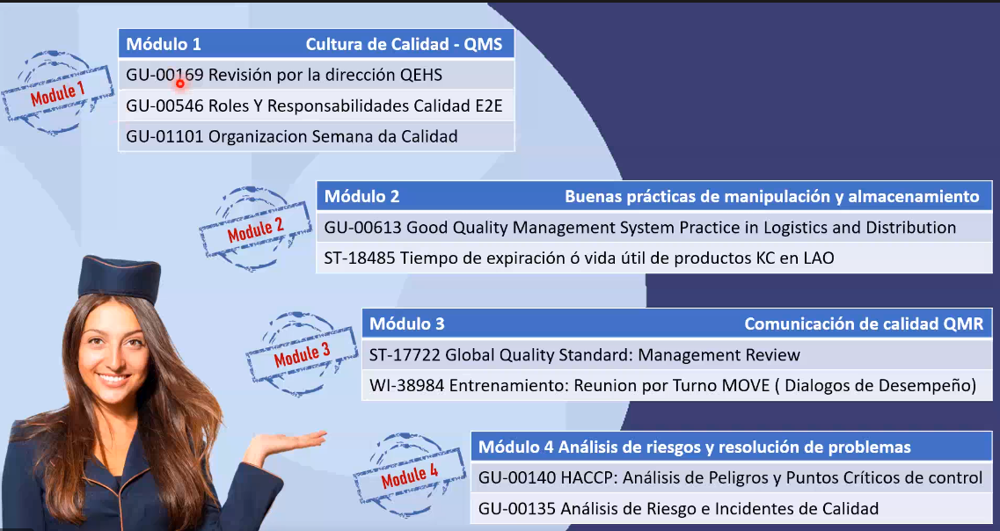 Module 1
Módulo 1 Cultura de Calidad - QMS
GU-00169 Revisión por la dirección QEHS
GU-00546 Roles Y Responsabilidades Calidad E2E
GU-01101 Organizacion Semana da Calidad
Module 2
Módulo 2 Buenas prácticas de manipulación y almacenamiento
GU-00613 Good Quality Management System Practice in Logistics and Distribution
ST-18485 Tiempo de expiración ó vida útil de productos KC en LAO
Module 3
Módulo 3 Comunicación de calidad QMR
ST-17722 Global Quality Standard: Management Review
WI-38984 Entrenamiento: Reunion por Turno MOVE ( Dialogos de Desempeño)
Module 4
Módulo 4 Análisis de riesgos y resolución de problemas
GU-00140 HACCP: Análisis de Peligros y Puntos Críticos de control
GU-00135 Análisis de Riesgo e Incidentes de Calidad